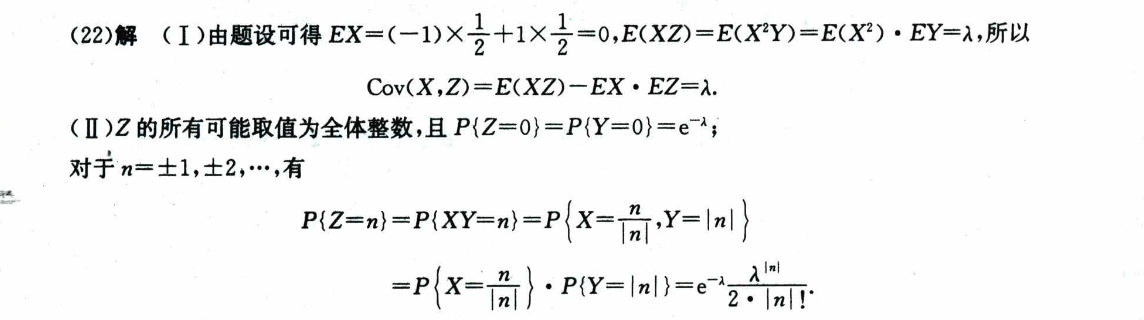 (22)解 (Ⅰ)由题设可得 EX=(-1)×1/2+1×1/2=0,E(XZ)=E(X²Y)=E(X²)·EY=λ,所以
Cov(X,Z)=E(XZ)-EX·EZ=λ.
(Ⅱ)Z 的所有可能取值为全体整数,且 P{Z=0}=P{Y=0}=e^{-λ};
对于 n=±1,±2,…,有
P{Z=n}=P{XY=n}=P{X=n/|n|,Y=|n|}
=P{X=n/|n|}·P{Y=|n|}=e^{-λ} λ^{|n|}/(2·|n|!).